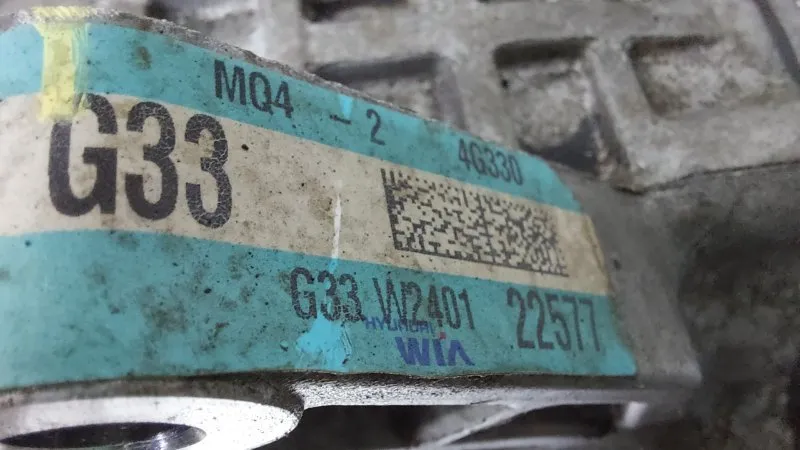 MQ4 - 2 4G330
G33
G33 W2401 22577
HYUNDAI
WIA